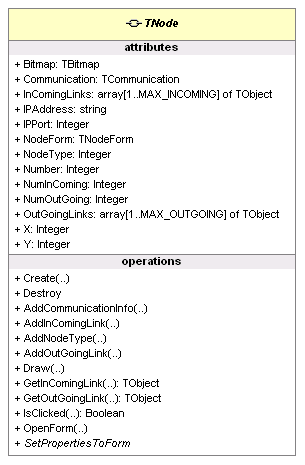 TNode
attributes
+ Bitmap: TBitmap
+ Communication: TCommunication
+ InComingLinks: array[1..MAX_INCOMING] of TObject
+ IPAddress: string
+ IPPort: Integer
+ NodeForm: TNodeForm
+ NodeType: Integer
+ Number: Integer
+ NumInComing: Integer
+ NumOutGoing: Integer
+ OutGoingLinks: array[1..MAX_OUTGOING] of TObject
+ X: Integer
+ Y: Integer
operations
+ Create(..)
+ Destroy
+ AddCommunicationInfo(..)
+ AddInComingLink(..)
+ AddNodeType(..)
+ AddOutGoingLink(..)
+ Draw(..)
+ GetInComingLink(..): TObject
+ GetOutGoingLink(..): TObject
+ IsClicked(..): Boolean
+ OpenForm(..)
+ SetPropertiesToForm